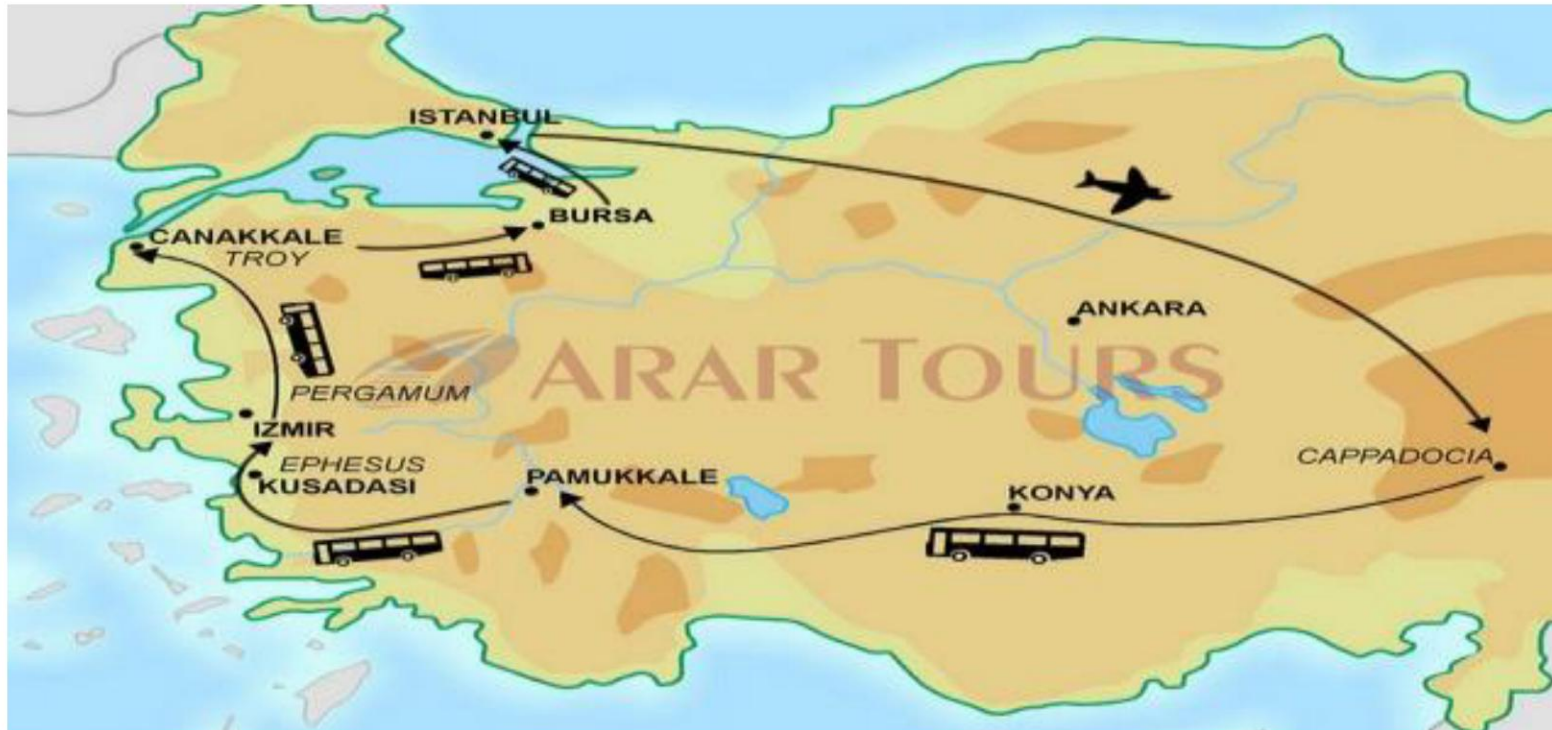 ISTANBUL
BURSA
CANAKKALE
TROY
ANKARA
ARAR TOURS
PERGAMUM
IZMIR
EPHESUS
KUSADASI
PAMUKKALE
CAPPADOCIA
KONYA